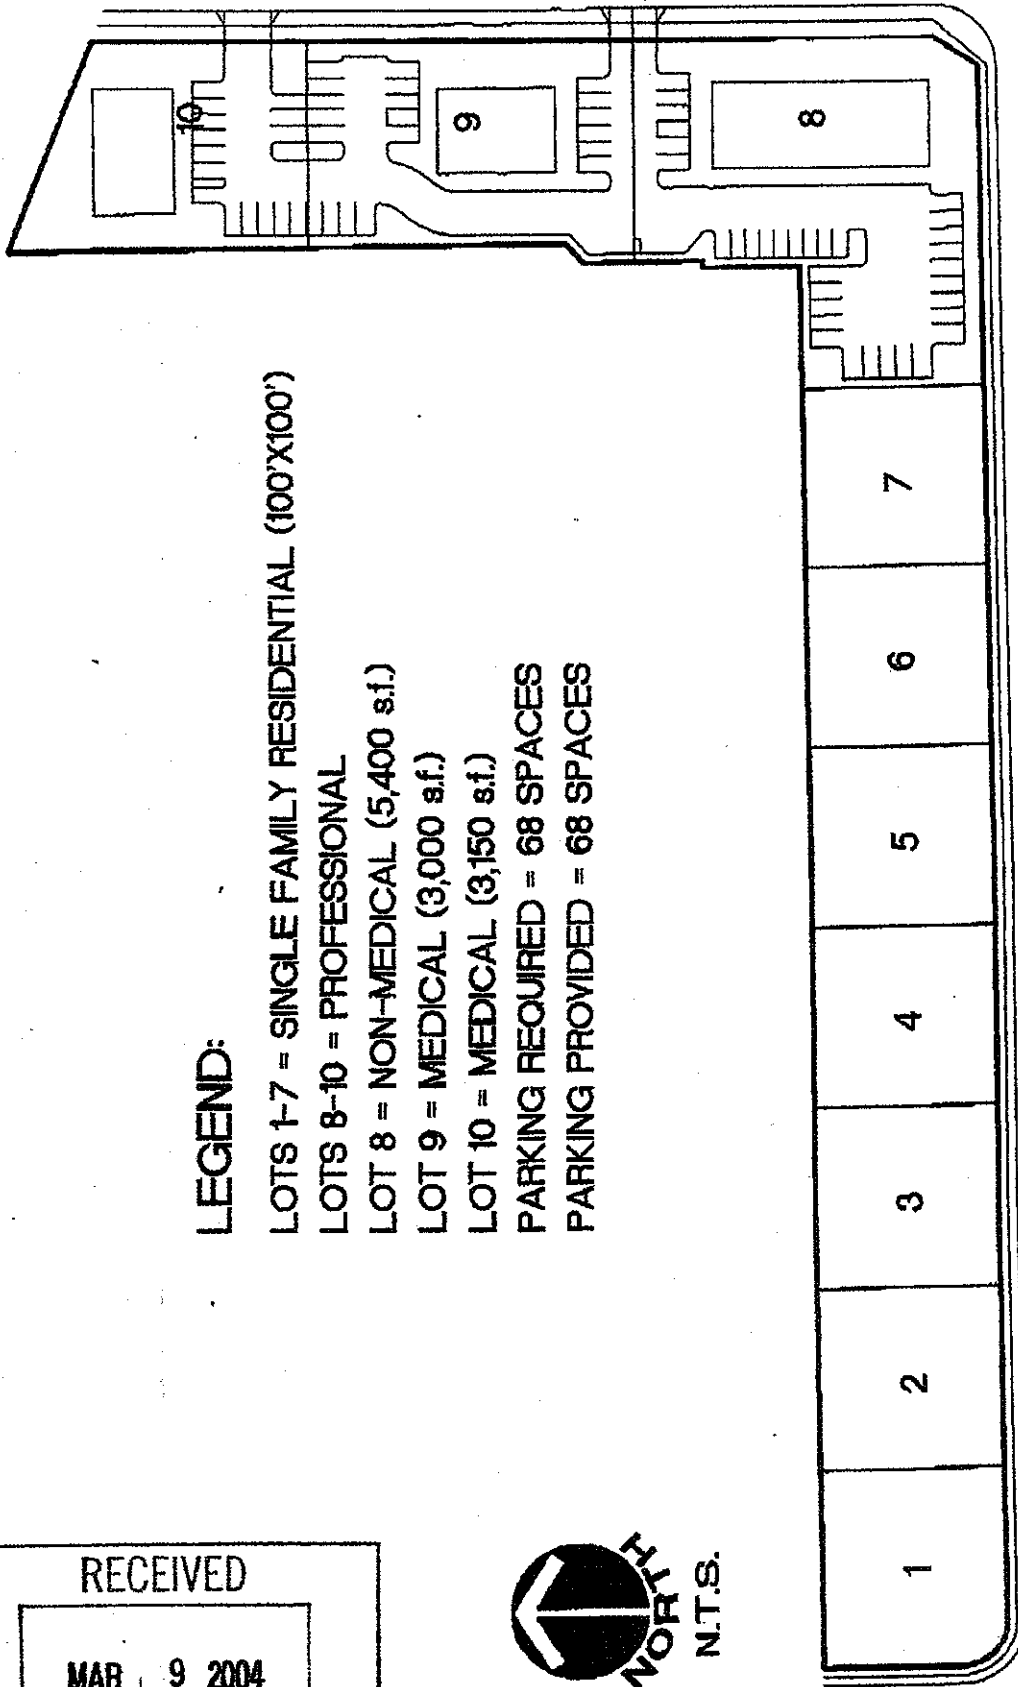 LEGEND:
LOTS 1-7 = SINGLE FAMILY RESIDENTIAL (100'X100')
LOTS 8-10 = PROFESSIONAL
LOT 8 = NON-MEDICAL (5,400 s.f.)
LOT 9 = MEDICAL (3,000 s.f.)
LOT 10 = MEDICAL (3,150 s.f.)
PARKING REQUIRED = 68 SPACES
PARKING PROVIDED = 68 SPACES
10
9
8
7
6
5
4
3
2
1
NORTH
N.T.S.
RECEIVED
MAR 9 2004